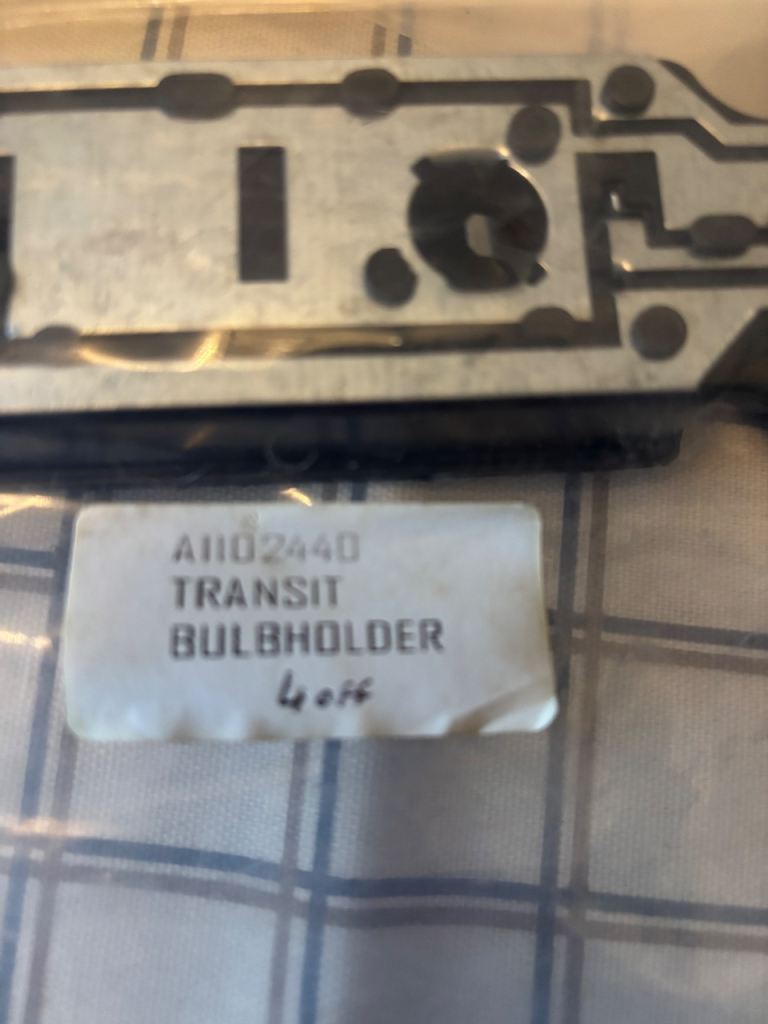 A1102440
TRANSIT
BULBHOLDER
4 off